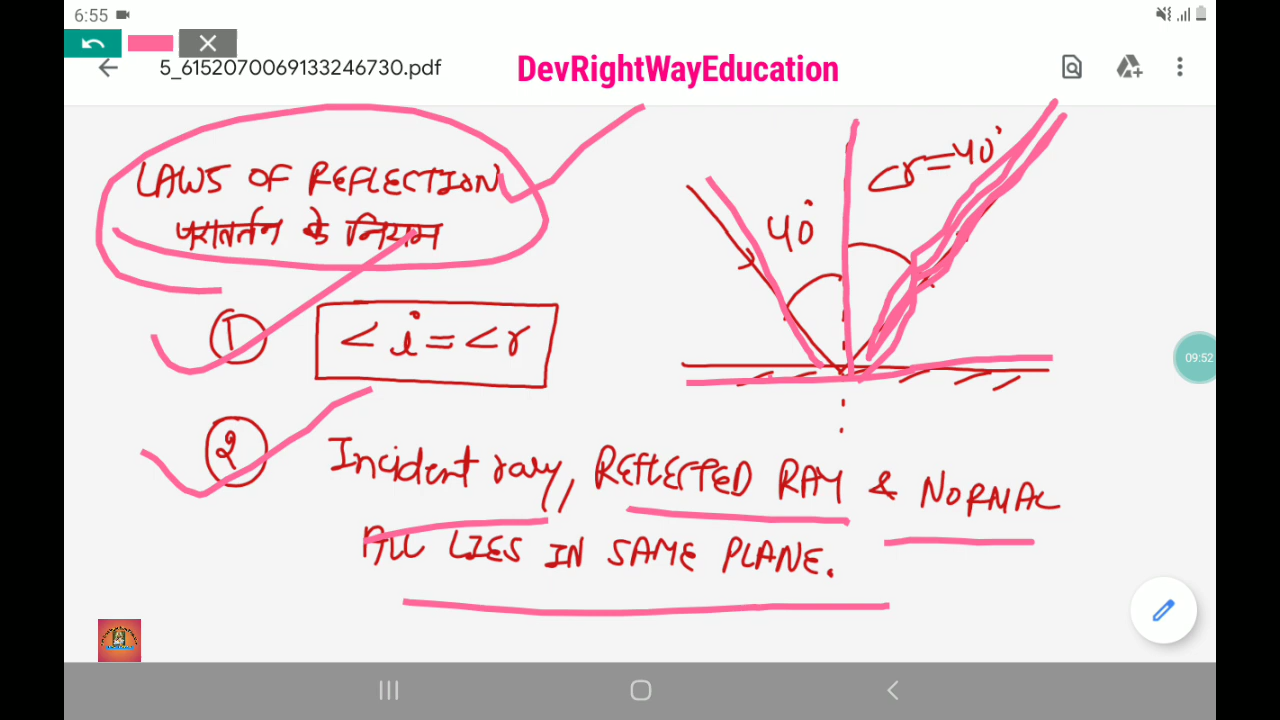 6:55
5_6152070069133246730.pdf
DevRightWayEducation
LAWS OF REFLECTION
परावर्तन के नियम
① <i=<r
40°
<r=40°
09:52
② Incident ray, REFLECTED RAY & NORMAL
ALL LIES IN SAME PLANE.